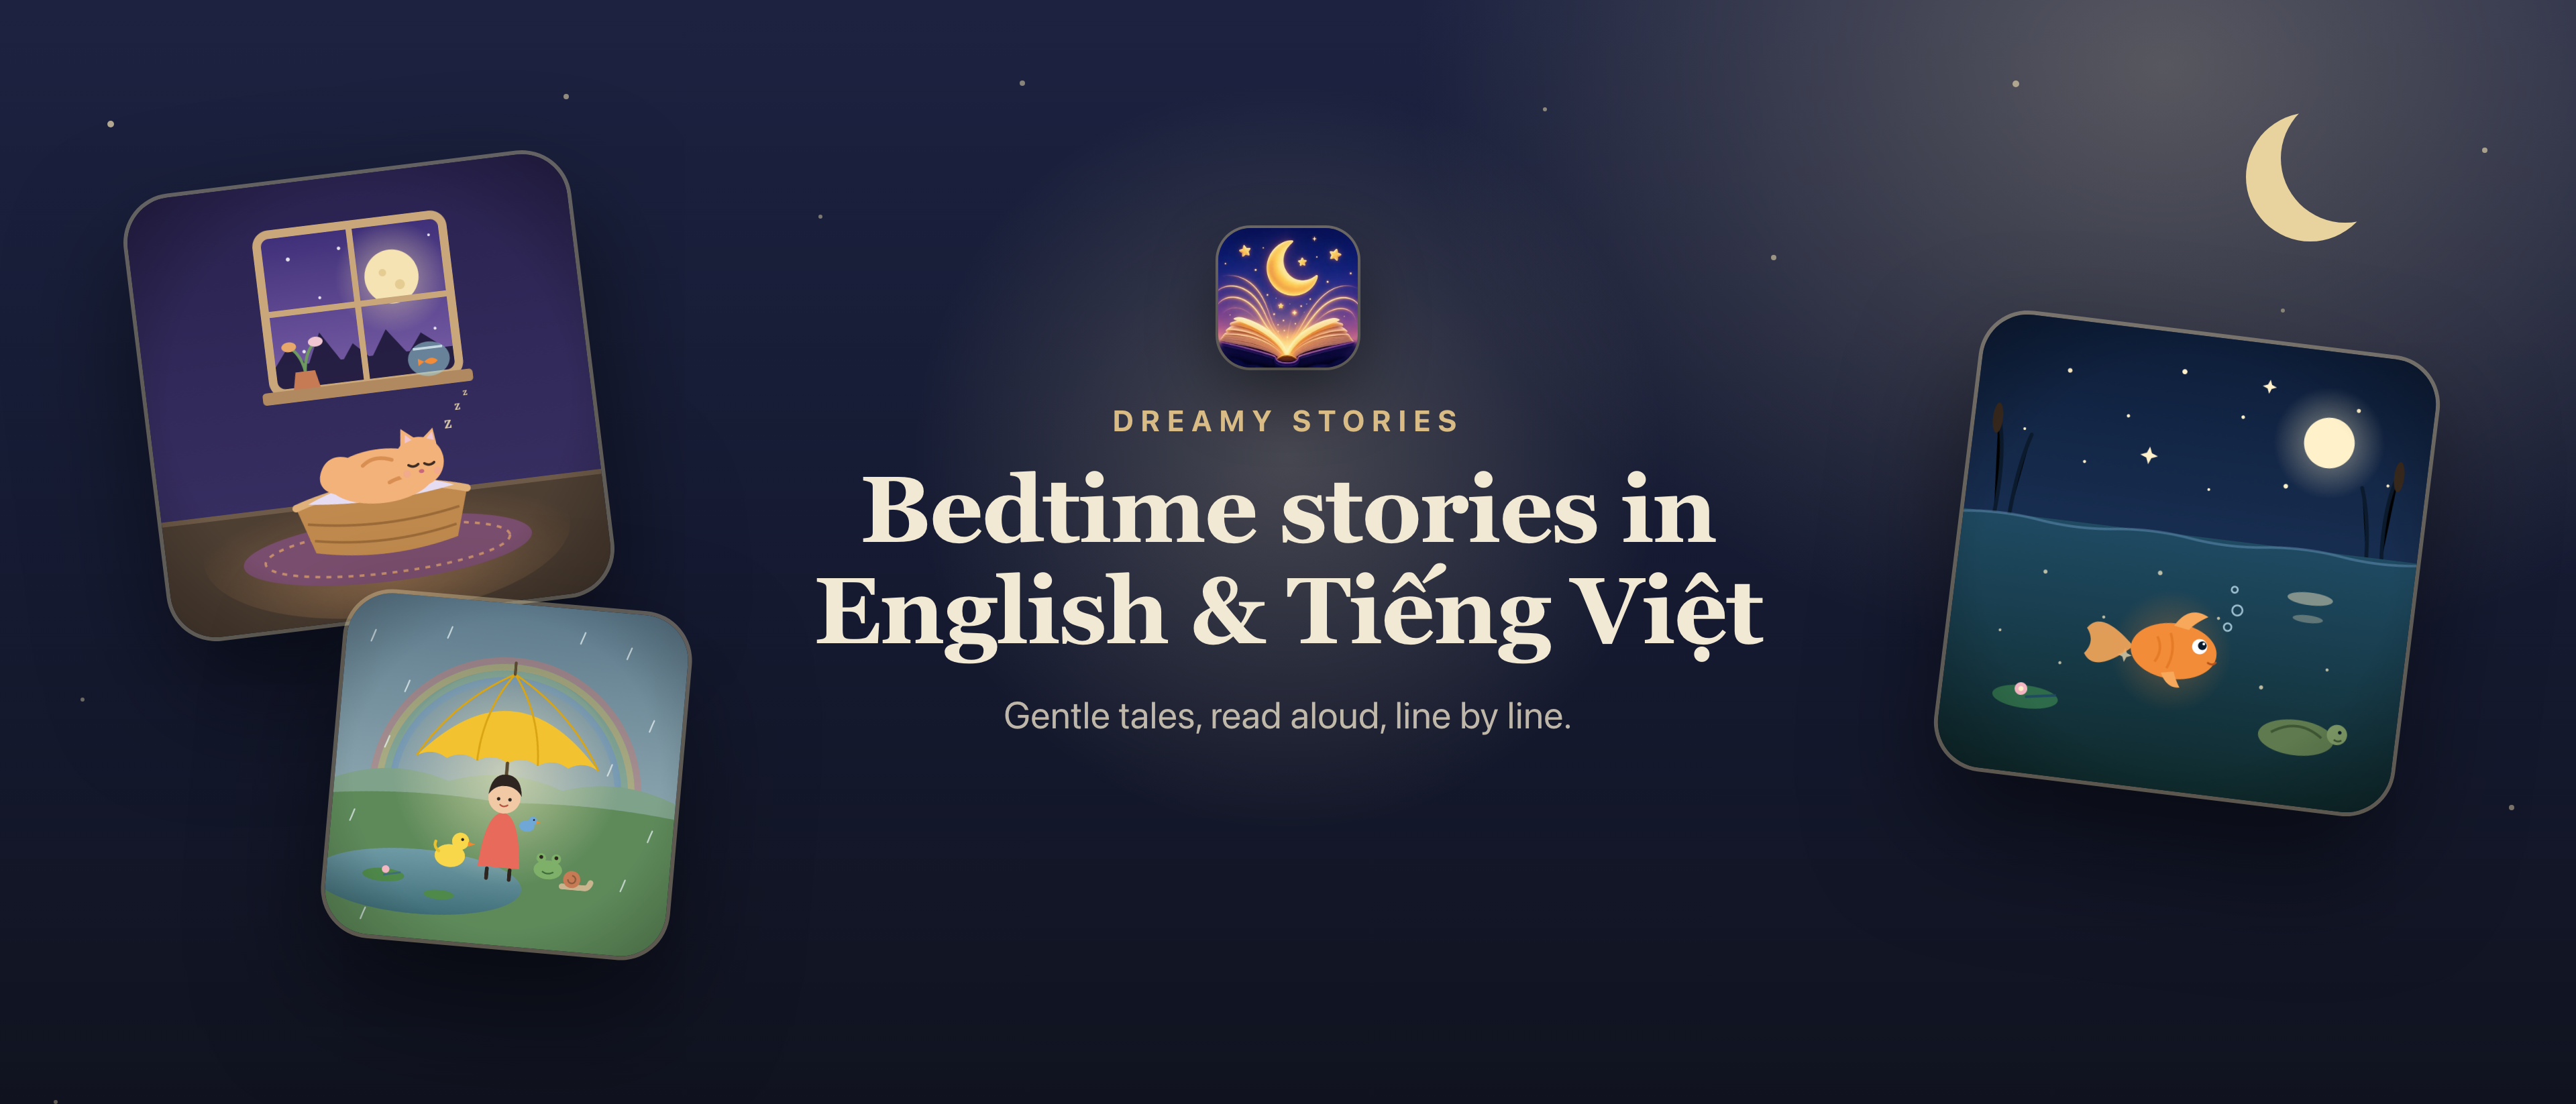 z
z
z
DREAMY STORIES
Bedtime stories in
English & Tiếng Việt
Gentle tales, read aloud, line by line.